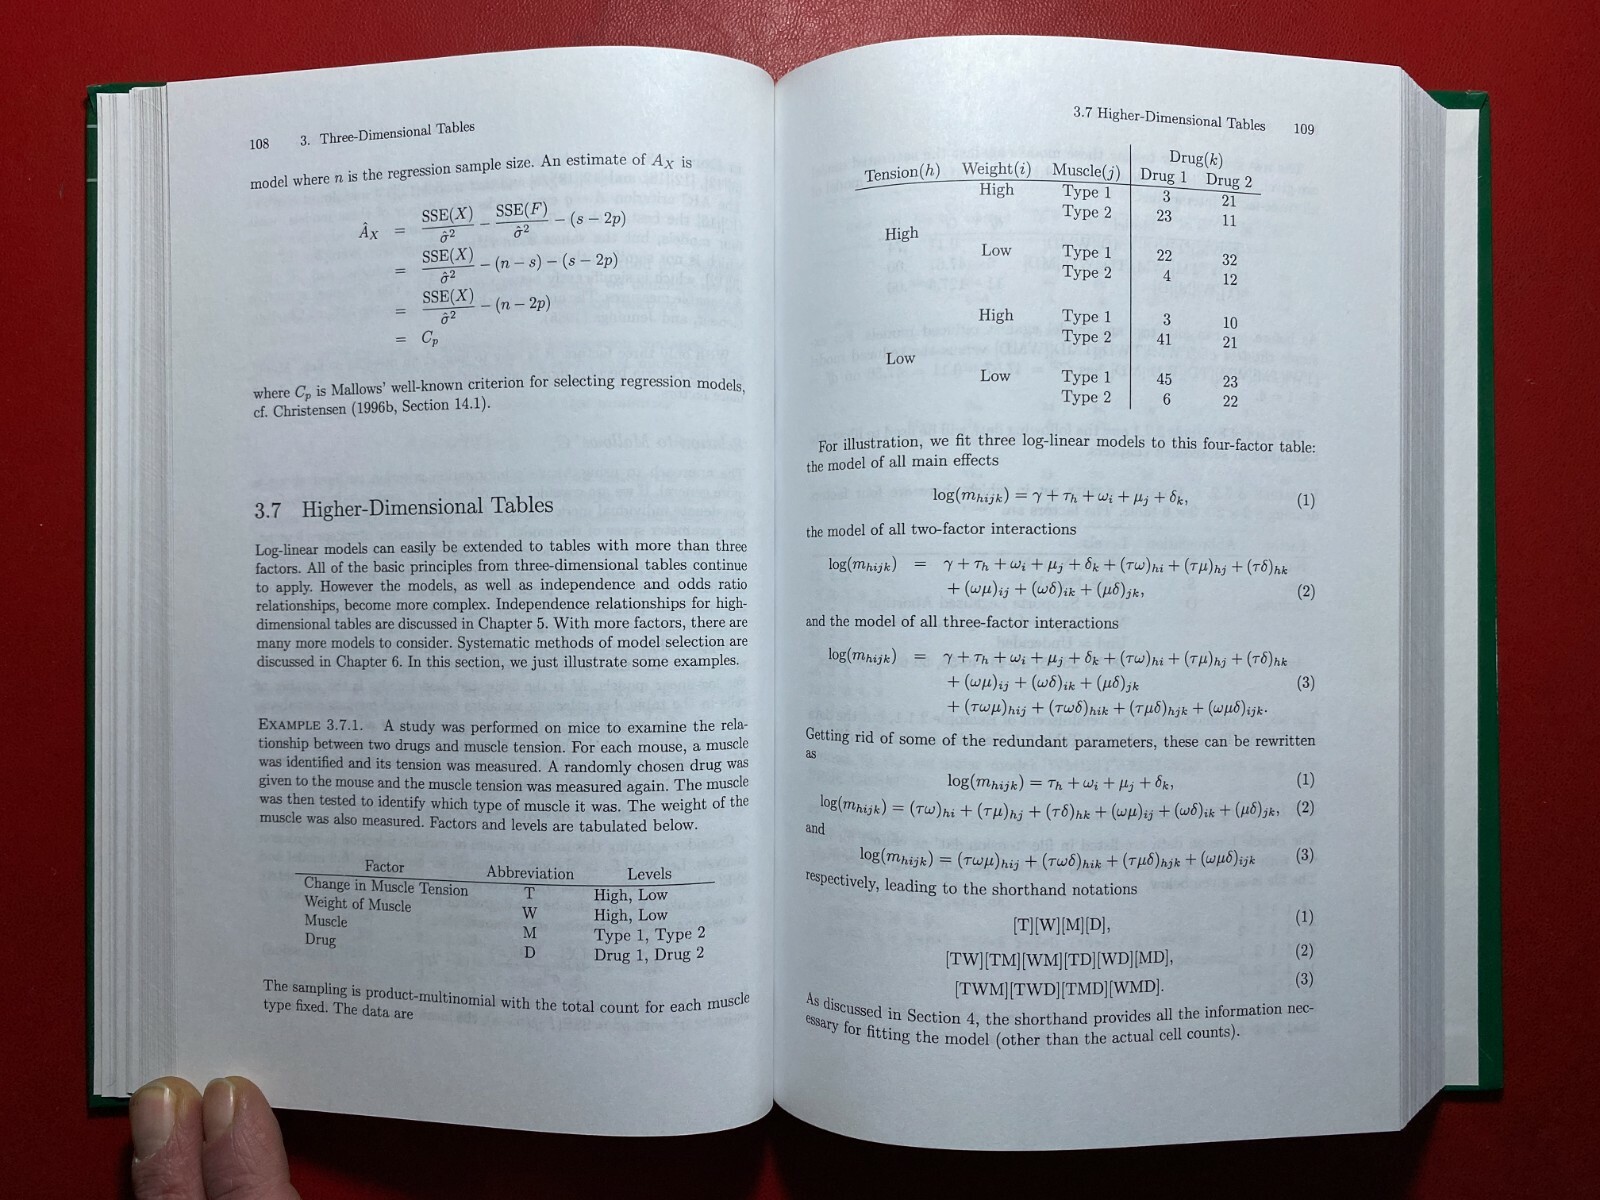 108 3. Three-Dimensional Tables
model where n is the regression sample size. An estimate of A_X is
Â_X = SSE(X)/σ̂² − SSE(F)/σ̂² − (s − 2p)
= SSE(X)/σ̂² − (n − s) − (s − 2p)
= SSE(X)/σ̂² − (n − 2p)
= C_p
where C_p is Mallows' well-known criterion for selecting regression models,
cf. Christensen (1996b, Section 14.1).
3.7 Higher-Dimensional Tables
Log-linear models can easily be extended to tables with more than three
factors. All of the basic principles from three-dimensional tables continue
to apply. However the models, as well as independence and odds ratio
relationships, become more complex. Independence relationships for high-
dimensional tables are discussed in Chapter 5. With more factors, there are
many more models to consider. Systematic methods of model selection are
discussed in Chapter 6. In this section, we just illustrate some examples.
EXAMPLE 3.7.1. A study was performed on mice to examine the rela-
tionship between two drugs and muscle tension. For each mouse, a muscle
was identified and its tension was measured. A randomly chosen drug was
given to the mouse and the muscle tension was measured again. The muscle
was then tested to identify which type of muscle it was. The weight of the
muscle was also measured. Factors and levels are tabulated below.
Factor Abbreviation Levels
Change in Muscle Tension T High, Low
Weight of Muscle W High, Low
Muscle M Type 1, Type 2
Drug D Drug 1, Drug 2
The sampling is product-multinomial with the total count for each muscle
type fixed. The data are
3.7 Higher-Dimensional Tables 109
Drug(k)
Tension(h) Weight(i) Muscle(j) Drug 1 Drug 2
High Type 1 3 21
Type 2 23 11
High
Low Type 1 22 32
Type 2 4 12
High Type 1 3 10
Type 2 41 21
Low
Low Type 1 45 23
Type 2 6 22
For illustration, we fit three log-linear models to this four-factor table:
the model of all main effects
log(m_hijk) = γ + τ_h + ω_i + μ_j + δ_k, (1)
the model of all two-factor interactions
log(m_hijk) = γ + τ_h + ω_i + μ_j + δ_k + (τω)_hi + (τμ)_hj + (τδ)_hk
+ (ωμ)_ij + (ωδ)_ik + (μδ)_jk, (2)
and the model of all three-factor interactions
log(m_hijk) = γ + τ_h + ω_i + μ_j + δ_k + (τω)_hi + (τμ)_hj + (τδ)_hk
+ (ωμ)_ij + (ωδ)_ik + (μδ)_jk (3)
+ (τωμ)_hij + (τωδ)_hik + (τμδ)_hjk + (ωμδ)_ijk.
Getting rid of some of the redundant parameters, these can be rewritten
as
log(m_hijk) = τ_h + ω_i + μ_j + δ_k, (1)
log(m_hijk) = (τω)_hi + (τμ)_hj + (τδ)_hk + (ωμ)_ij + (ωδ)_ik + (μδ)_jk, (2)
and
log(m_hijk) = (τωμ)_hij + (τωδ)_hik + (τμδ)_hjk + (ωμδ)_ijk (3)
respectively, leading to the shorthand notations
[T][W][M][D], (1)
[TW][TM][WM][TD][WD][MD], (2)
[TWM][TWD][TMD][WMD]. (3)
As discussed in Section 4, the shorthand provides all the information nec-
essary for fitting the model (other than the actual cell counts).